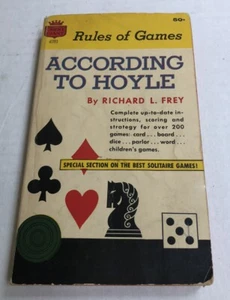 50¢
Rules of Games
ACCORDING
TO HOYLE
By RICHARD L. FREY
Complete up-to-date in-
structions, scoring and
strategy for over 200
games: card... board...
dice... parlor... word...
children's games.
SPECIAL SECTION ON THE BEST SOLITAIRE GAMES!